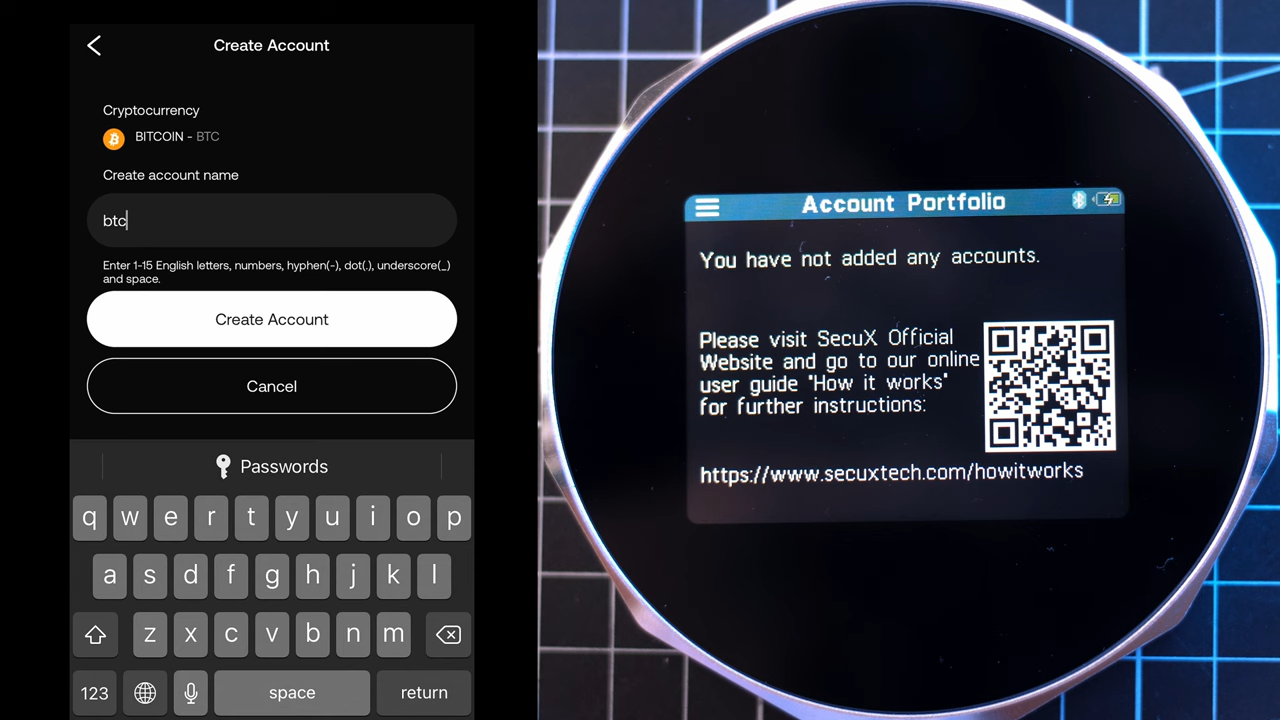 Create Account
Cryptocurrency
BITCOIN - BTC
Create account name
btc
Enter 1-15 English letters, numbers, hyphen(-), dot(.), underscore(_)
and space.
Create Account
Cancel
Passwords
q w e r t y u i o p
a s d f g h j k l
z x c v b n m
123 space return
Account Portfolio
You have not added any accounts.
Please visit SecuX Official
Website and go to our online
user guide "How it works"
for further instructions:
https://www.secuxtech.com/howitworks